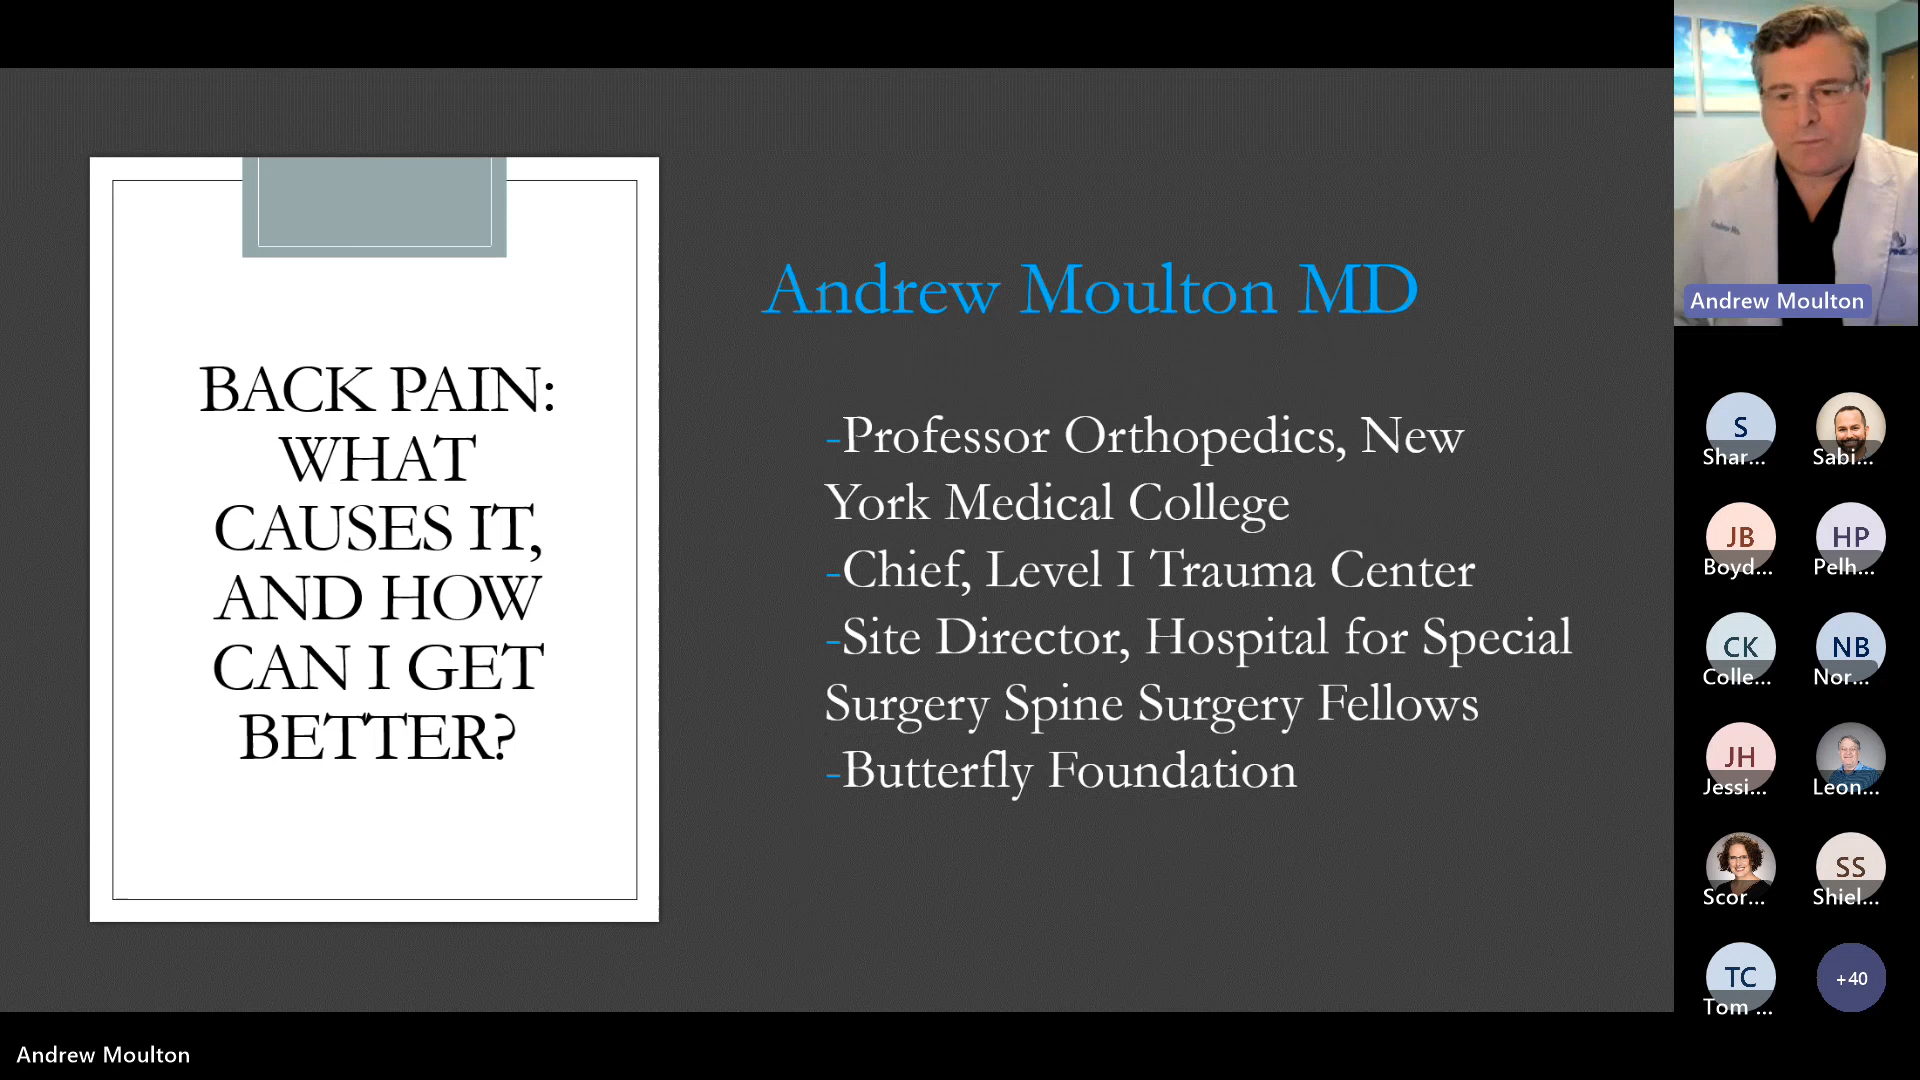 BACK PAIN:
WHAT
CAUSES IT,
AND HOW
CAN I GET
BETTER?
Andrew Moulton MD
-Professor Orthopedics, New
York Medical College
-Chief, Level I Trauma Center
-Site Director, Hospital for Special
Surgery Spine Surgery Fellows
-Butterfly Foundation
Andrew Moulton
S
Shar...
Sabi...
JB
Boyd...
HP
Pelh...
CK
Colle...
NB
Nor...
JH
Jessi...
Leon...
Scor...
SS
Shiel...
TC
Tom ...
+40
Andrew Moulton